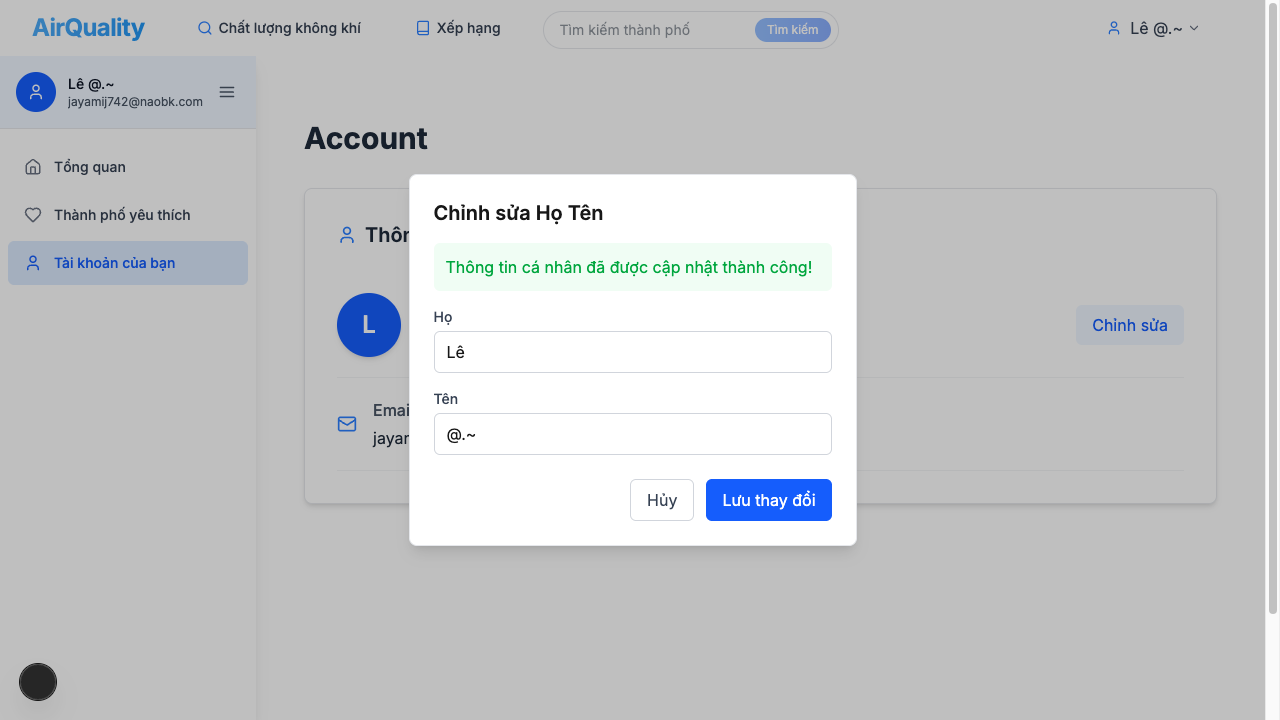 AirQuality
Chất lượng không khí
Xếp hạng
Tìm kiếm thành phố
Tìm kiếm
Lê @.~
Lê @.~
jayamij742@naobk.com
Tổng quan
Thành phố yêu thích
Tài khoản của bạn
Account
Thôn
L
Chỉnh sửa
Emai
jayan
Chỉnh sửa Họ Tên
Thông tin cá nhân đã được cập nhật thành công!
Họ
Lê
Tên
@.~
Hủy
Lưu thay đổi